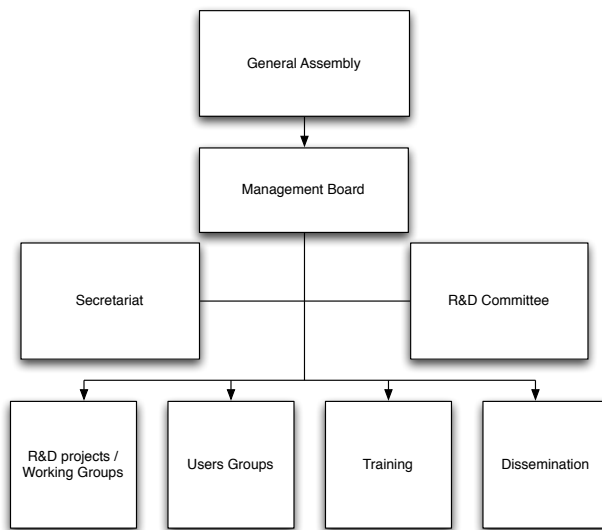 General Assembly
Management Board
Secretariat
R&D Committee
R&D projects /
Working Groups
Users Groups
Training
Dissemination